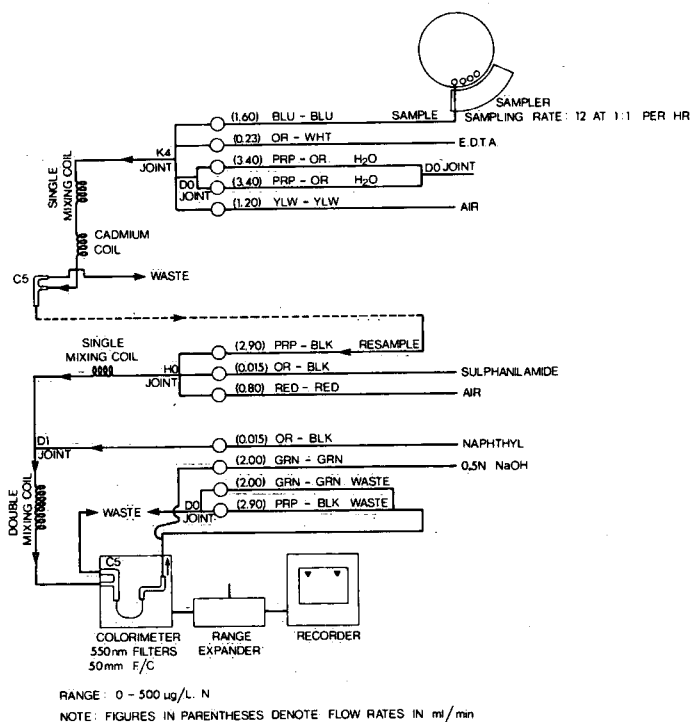 SAMPLER
SAMPLE
SAMPLING RATE: 12 AT 1:1 PER HR
(1.60) BLU - BLU
(0.23) OR - WHT
E.D.T.A.
K4
JOINT
(3.40) PRP - OR H2O
D0 JOINT
D0
JOINT
(3.40) PRP - OR H2O
(1.20) YLW - YLW
AIR
SINGLE
MIXING COIL
CADMIUM
COIL
C5
WASTE
SINGLE
MIXING COIL
(2.90) PRP - BLK
RESAMPLE
H0
JOINT
(0.015) OR - BLK
SULPHANILAMIDE
(0.80) RED - RED
AIR
D1
JOINT
(0.015) OR - BLK
NAPHTHYL
(2.00) GRN - GRN
0.5N NaOH
(2.00) GRN - GRN WASTE
DOUBLE
MIXING COIL
WASTE
D0
JOINT
(2.90) PRP - BLK WASTE
C5
COLORIMETER
550nm FILTERS
50mm F/C
RANGE
EXPANDER
RECORDER
RANGE: 0 - 500 µg/L. N
NOTE: FIGURES IN PARENTHESES DENOTE FLOW RATES IN ml/min